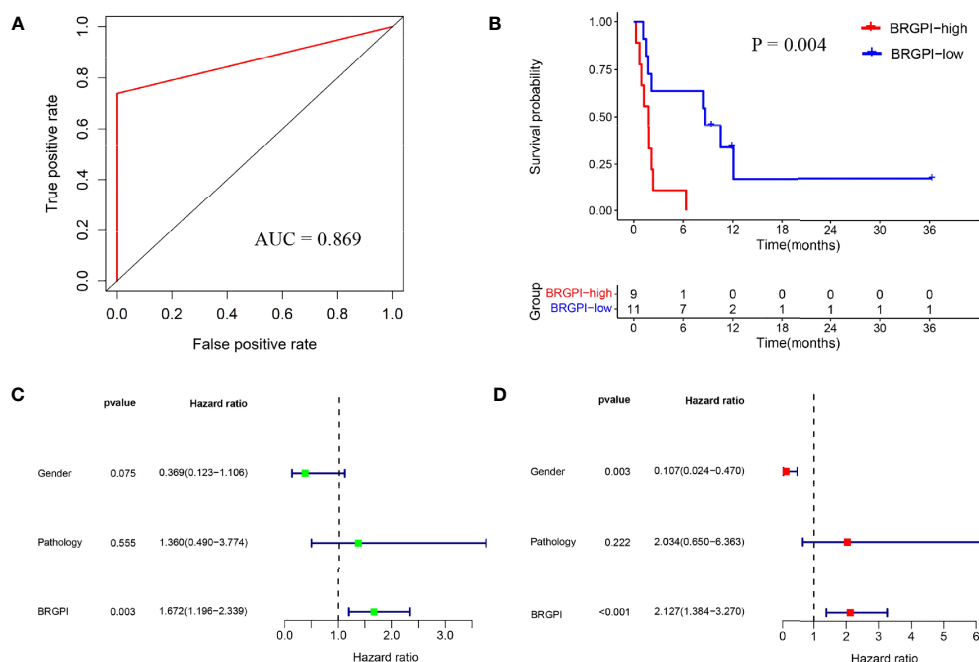 A
True positive rate
1.0
0.8
0.6
0.4
0.2
0.0
AUC = 0.869
0.0 0.2 0.4 0.6 0.8 1.0
False positive rate
B
Survival probability
1.00
0.75
0.50
0.25
0.00
P = 0.004
BRGPI-high
BRGPI-low
0 6 12 18 24 30 36
Time(months)
Group
BRGPI-high 9 1 0 0 0 0 0
BRGPI-low 11 7 2 1 1 1 1
0 6 12 18 24 30 36
Time(months)
C
pvalue Hazard ratio
Gender 0.075 0.369(0.123-1.106)
Pathology 0.555 1.360(0.490-3.774)
BRGPI 0.003 1.672(1.196-2.339)
0.0 1.0 2.0 3.0
Hazard ratio
D
pvalue Hazard ratio
Gender 0.003 0.107(0.024-0.470)
Pathology 0.222 2.034(0.650-6.363)
BRGPI <0.001 2.127(1.384-3.270)
0 1 2 3 4 5 6
Hazard ratio